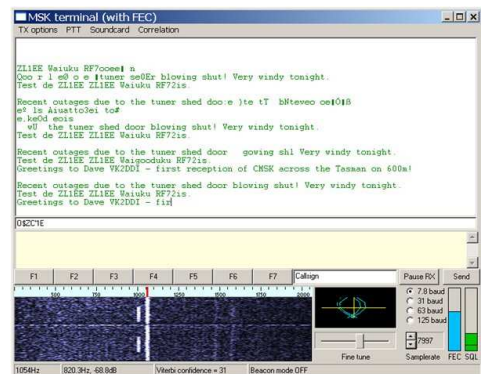 MSK terminal (with FEC)
TX options PTT Soundcard Correlation
ZL1EE Waiuku n
Test de ZL1EE ZL1EE Waiuku RF72is.
blowing shut! Very windy tonight.
Recent outages due to the tuner shed
the tuner shed door blowing shut! Very windy tonight.
Test de ZL1EE ZL1EE Waiuku RF72is.
Recent outages due to the tuner shed door goving shl Very windy tonight.
Test de ZL1EE ZL1EE Waigooduku RF72is.
Greetings to Dave VK2DDI - first reception of CMSK across the Tasman on 600m!
Recent outages due to the tuner shed door blowing shut! Very windy tonight.
Test de ZL1EE ZL1EE Waiuku RF72is.
Greetings to Dave VK2DDI - fir
F1 F2 F3 F4 F5 F6 F7 Callsign Pause RX Send
500 750 1000 1250 1500 1750 2000
7.8 baud
31 baud
63 baud
125 baud
7997
Fine tune Samplerate FEC SQL
1054Hz 820.3Hz, -68.8dB Viterbi confidence = 31 Beacon mode OFF